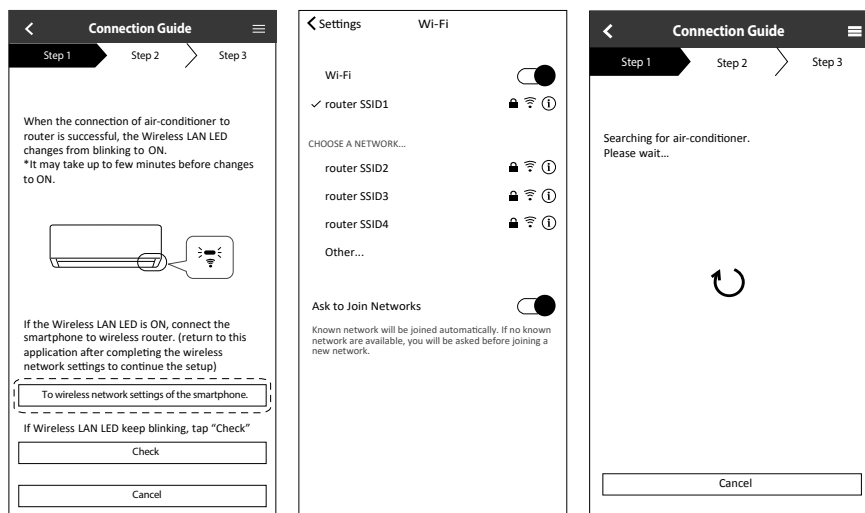 Connection Guide
Step 1
Step 2
Step 3
When the connection of air-conditioner to
router is successful, the Wireless LAN LED
changes from blinking to ON.
*It may take up to few minutes before changes
to ON.
If the Wireless LAN LED is ON, connect the
smartphone to wireless router. (return to this
application after completing the wireless
network settings to continue the setup)
To wireless network settings of the smartphone.
If Wireless LAN LED keep blinking, tap “Check”
Check
Cancel
Settings
Wi-Fi
Wi-Fi
router SSID1
CHOOSE A NETWORK...
router SSID2
router SSID3
router SSID4
Other...
Ask to Join Networks
Known network will be joined automatically. If no known
network are available, you will be asked before joining a
new network.
Connection Guide
Step 1
Step 2
Step 3
Searching for air-conditioner.
Please wait...
Cancel